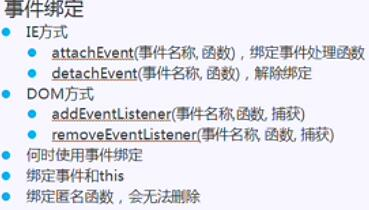 事件绑定
IE方式
attachEvent(事件名称, 函数)，绑定事件处理函数
detachEvent(事件名称, 函数)，解除绑定
DOM方式
addEventListener(事件名称,函数, 捕获)
removeEventListener(事件名称, 函数, 捕获)
何时使用事件绑定
绑定事件和this
绑定匿名函数，会无法删除